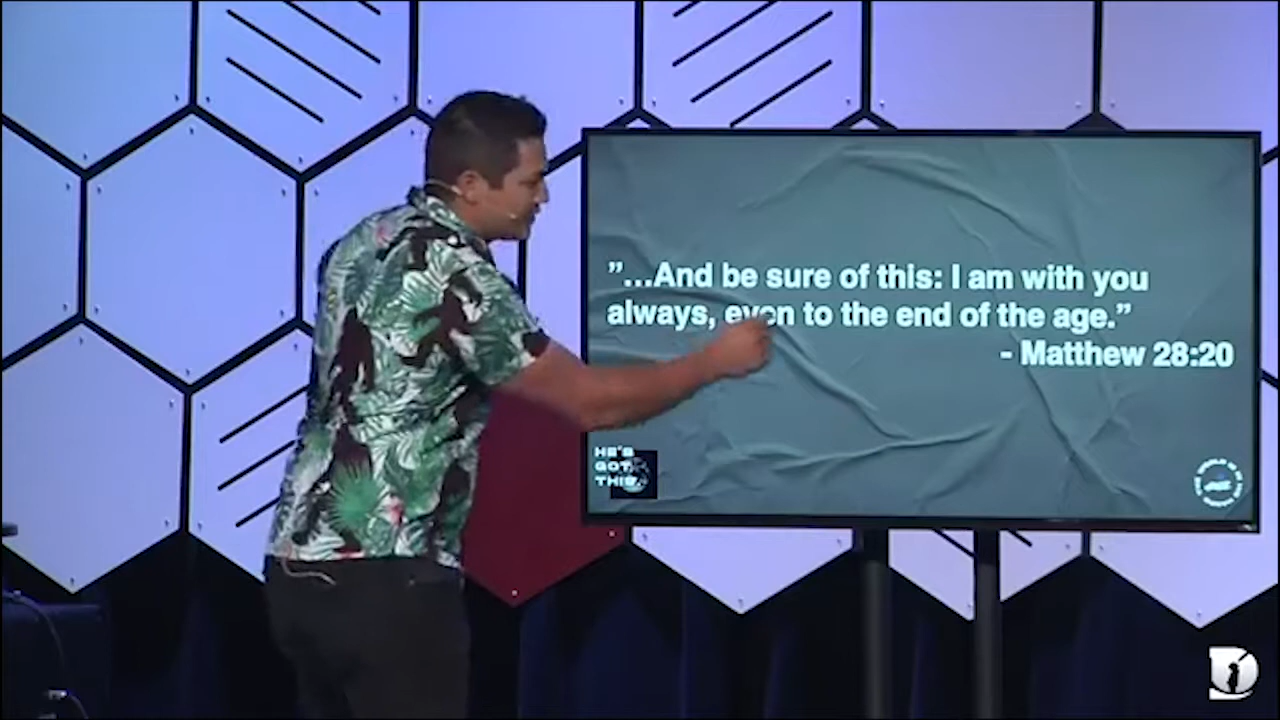 ”...And be sure of this: I am with you
always, even to the end of the age.”
- Matthew 28:20
HE'S
GOT
THIS.